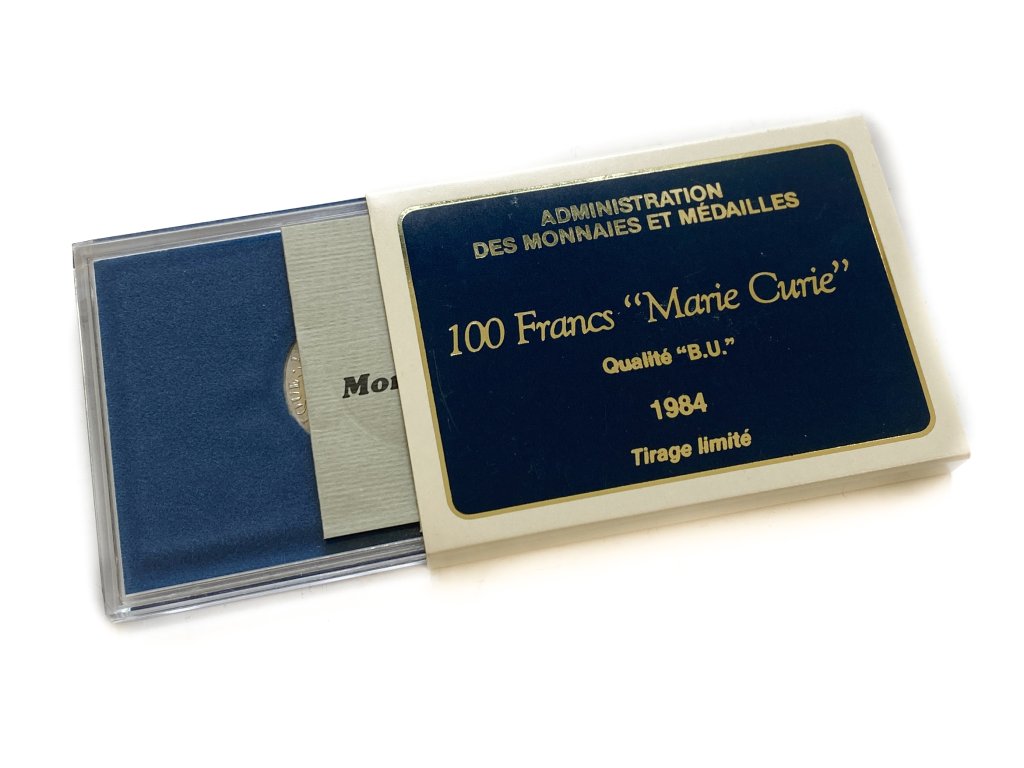 ADMINISTRATION
DES MONNAIES ET MÉDAILLES
100 Francs “Marie Curie”
Qualité “B.U.”
1984
Tirage limité